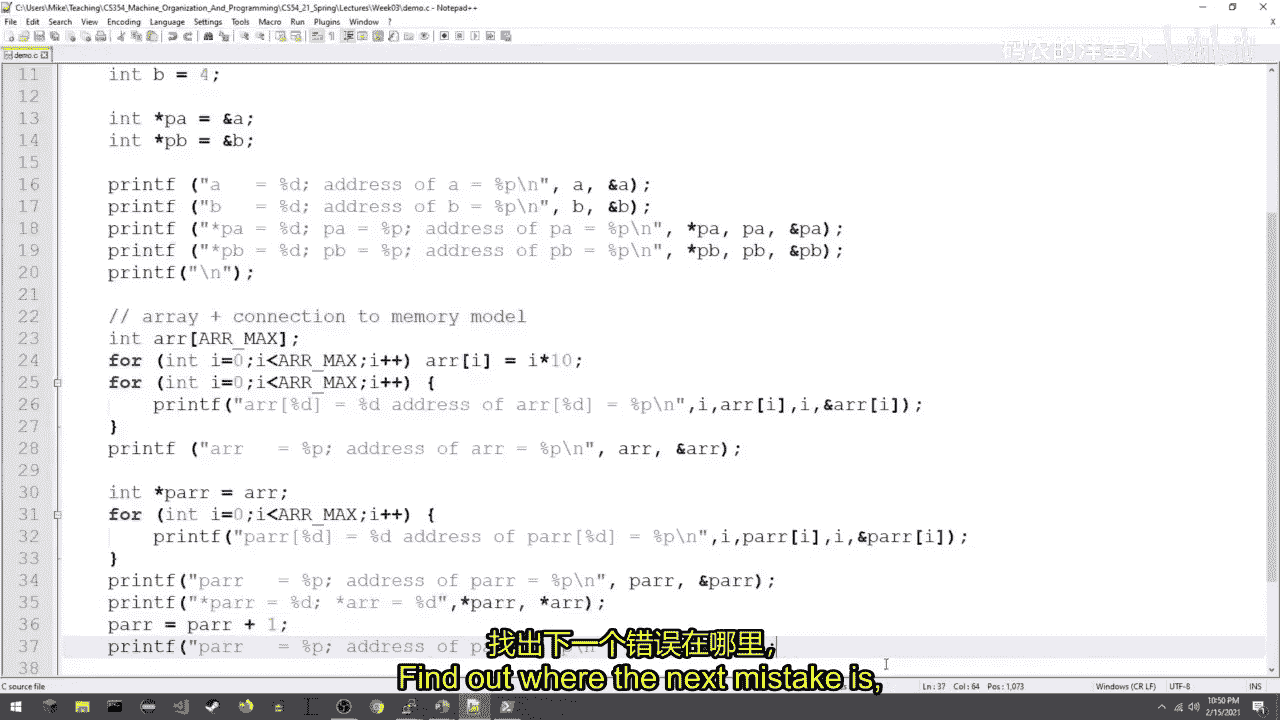 C:\Users\Mike\Teaching\CS354_Machine_Organization_And_Programming\CS54_21_Spring\Lectures\Week03\demo.c - Notepad++
File Edit Search View Encoding Language Settings Tools Macro Run Plugins Window ?
demo.c
码农的洋墨水 bilibili
11 int b = 4;
12
13 int *pa = &a;
14 int *pb = &b;
15
16 printf ("a   = %d; address of a = %p\n", a, &a);
17 printf ("b   = %d; address of b = %p\n", b, &b);
18 printf ("*pa = %d; pa = %p; address of pa = %p\n", *pa, pa, &pa);
19 printf ("*pb = %d; pb = %p; address of pb = %p\n", *pb, pb, &pb);
20 printf("\n");
21
22 // array + connection to memory model
23 int arr[ARR_MAX];
24 for (int i=0;i<ARR_MAX;i++) arr[i] = i*10;
25 for (int i=0;i<ARR_MAX;i++) {
26 printf("arr[%d] = %d address of arr[%d] = %p\n",i,arr[i],i,&arr[i]);
27 }
28 printf ("arr   = %p; address of arr = %p\n", arr, &arr);
29
30 int *parr = arr;
31 for (int i=0;i<ARR_MAX;i++) {
32 printf("parr[%d] = %d address of parr[%d] = %p\n",i,parr[i],i,&parr[i]);
33 }
34 printf("parr   = %p; address of parr = %p\n", parr, &parr);
35 printf("*parr = %d; *arr = %d",*parr, *arr);
36 parr = parr + 1;
37 printf("parr   = %p; address of
38
找出下一个错误在哪里，
Find out where the next mistake is,
C source file Ln : 37 Col : 64 Pos : 1,073 Windows (CR LF) UTF-8 INS
10:50 PM
2/15/2021